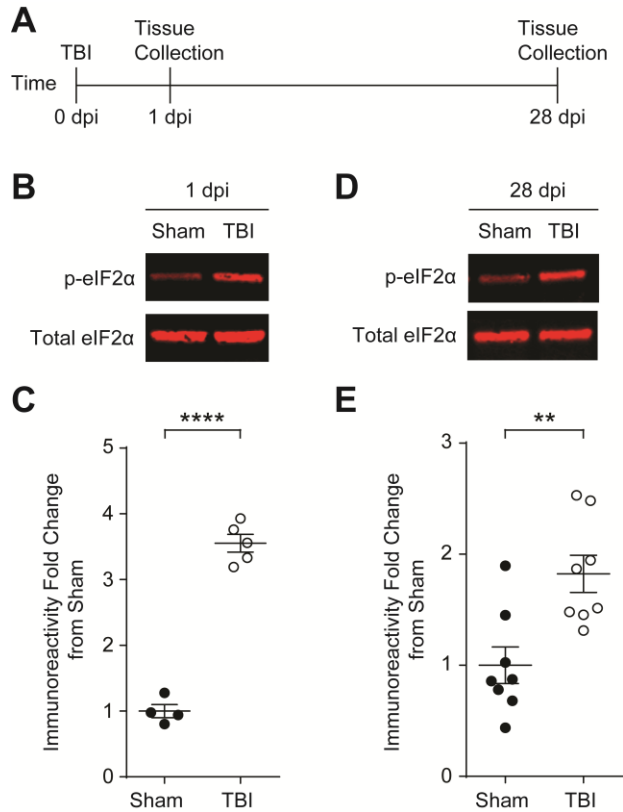 A
TBI
Tissue
Collection
Tissue
Collection
Time
0 dpi
1 dpi
28 dpi
B
1 dpi
Sham
TBI
p-eIF2α
Total eIF2α
D
28 dpi
Sham
TBI
p-eIF2α
Total eIF2α
C
****
Immunoreactivity Fold Change
from Sham
5
4
3
2
1
0
Sham
TBI
E
**
Immunoreactivity Fold Change
from Sham
3
2
1
0
Sham
TBI